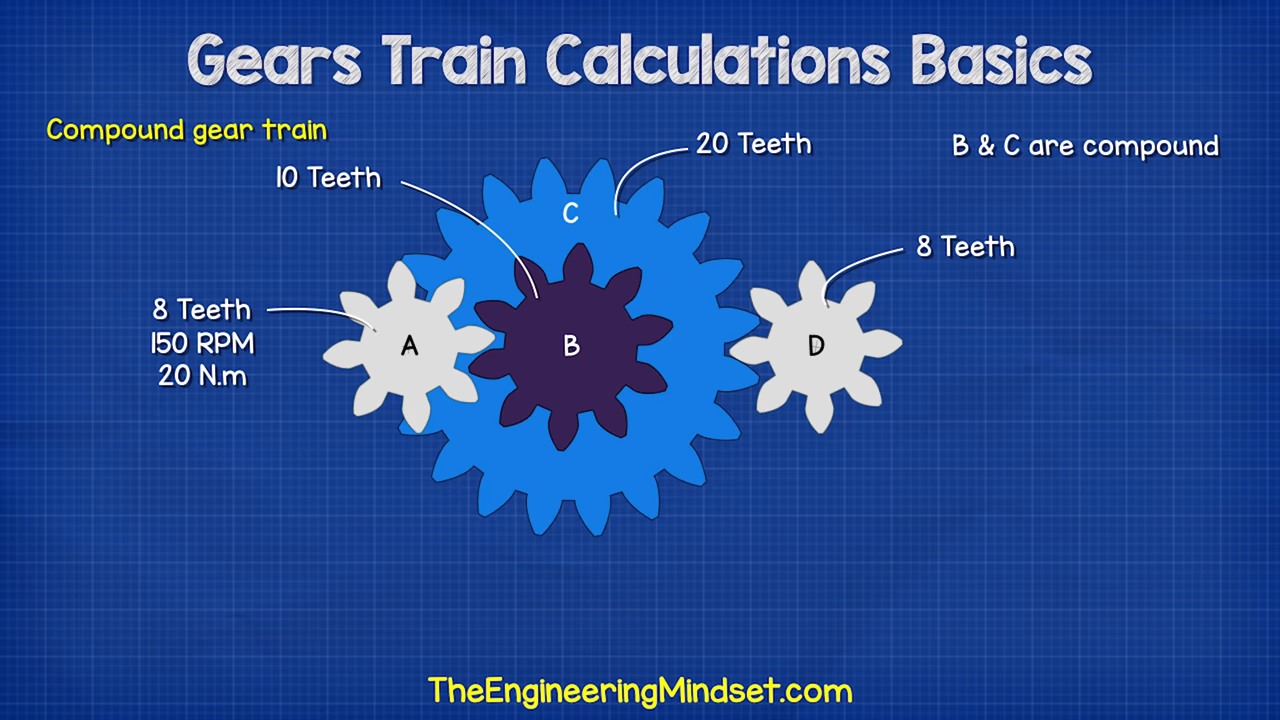 Gears Train Calculations Basics
Compound gear train
20 Teeth
B & C are compound
10 Teeth
C
8 Teeth
8 Teeth
150 RPM
20 N.m
A
B
D
TheEngineeringMindset.com